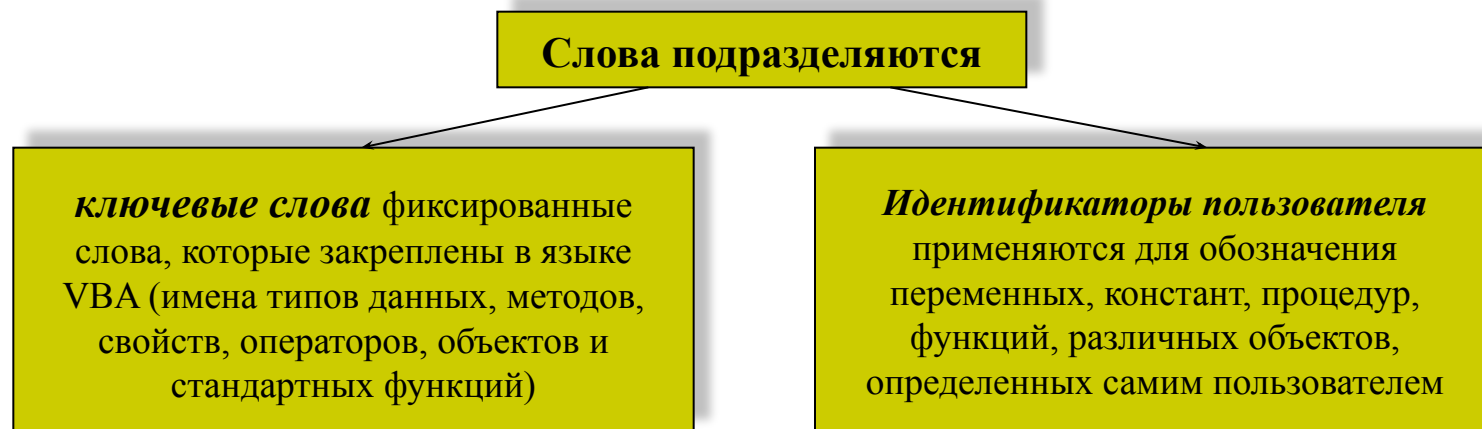 Слова подразделяются
ключевые слова фиксированные
слова, которые закреплены в языке
VBA (имена типов данных, методов,
свойств, операторов, объектов и
стандартных функций)
Идентификаторы пользователя
применяются для обозначения
переменных, констант, процедур,
функций, различных объектов,
определенных самим пользователем